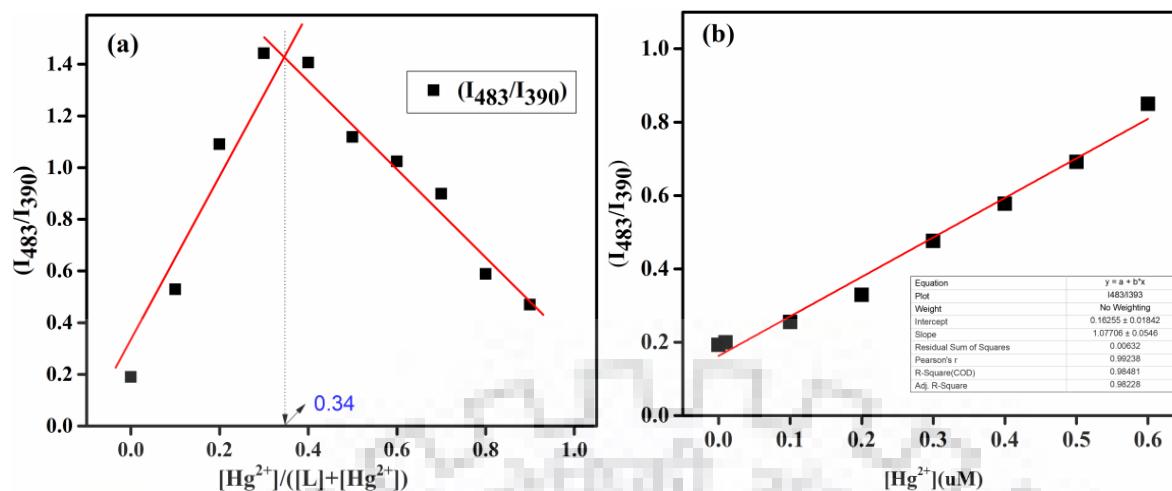 (a)
(I483/I390)
(I₄₈₃/I₃₉₀)
1.4
1.2
1.0
0.8
0.6
0.4
0.2
0.0
0.34
0.0 0.2 0.4 0.6 0.8 1.0
[Hg²⁺]/([L]+[Hg²⁺])
(b)
(I₄₈₃/I₃₉₀)
1.0
0.8
0.6
0.4
0.2
0.0
Equation y = a + b*x
Plot I483/I393
Weight No Weighting
Intercept 0.16255 ± 0.01842
Slope 1.07706 ± 0.0546
Residual Sum of Squares 0.00632
Pearson's r 0.99238
R-Square(COD) 0.98481
Adj. R-Square 0.98228
0.0 0.1 0.2 0.3 0.4 0.5 0.6
[Hg²⁺](uM)